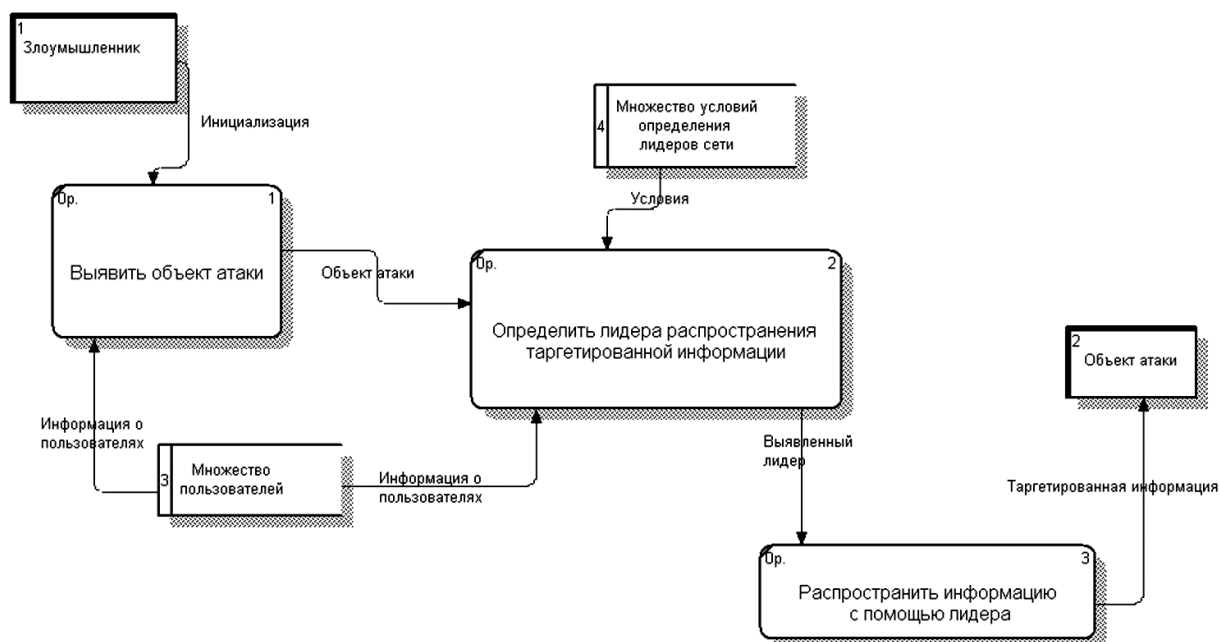 1
Злоумышленник
Инициализация
4
Множество условий
определения
лидеров сети
Условия
0р.
1
Выявить объект атаки
Объект атаки
0р.
2
Определить лидера распространения
таргетированной информации
2
Объект атаки
Информация о
пользователях
3
Множество
пользователей
Информация о
пользователях
Выявленный
лидер
Таргетированная информация
0р.
3
Распространить информацию
с помощью лидера